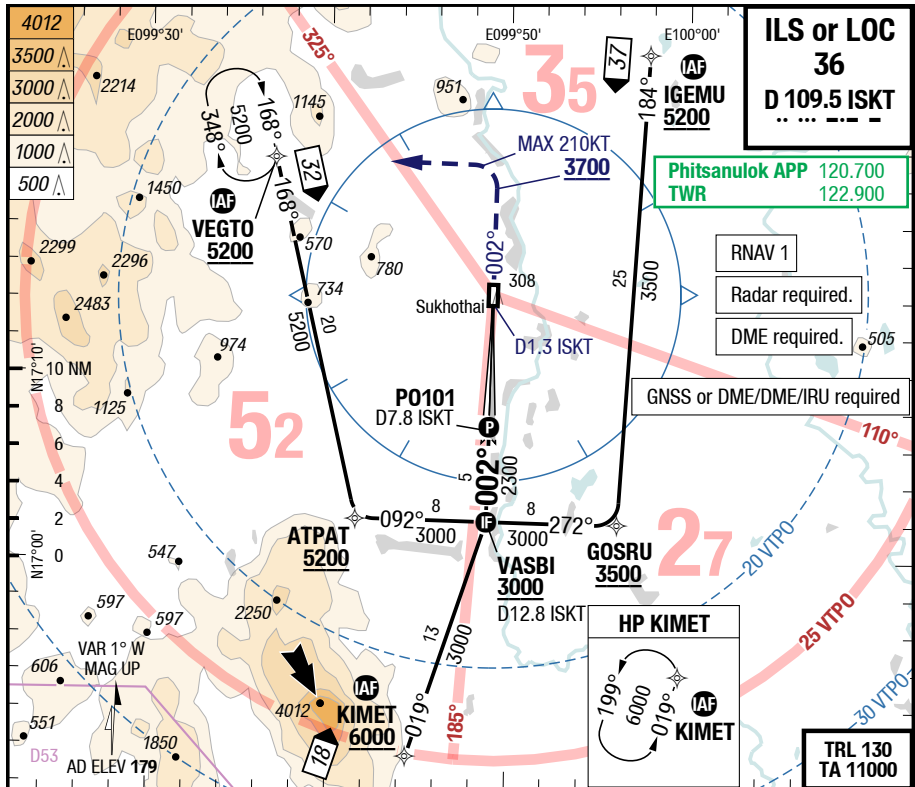 4012
3500
3000
2000
1000
500
E099°30'
E099°50'
E100°00'
ILS or LOC
36
D 109.5 ISKT
Phitsanulok APP 120.700
TWR 122.900
RNAV 1
Radar required.
DME required.
GNSS or DME/DME/IRU required
2214
325°
951
35
37
184°
IAF
IGEMU
5200
168°
5200
348°
1145
32
168°
MAX 210KT
3700
IAF
VEGTO
5200
1450
2299
2296
2483
570
780
002°
308
734
Sukhothai
25
3500
20
5200
D1.3 ISKT
505
N17°10'
10 NM
974
1125
PO101
D7.8 ISKT
P
8
6
4
2
0
52
110°
5
002°
2300
ATPAT
5200
092°
8
3000
IF
8
3000
272°
GOSRU
3500
27
N17°00'
VASBI
3000
D12.8 ISKT
20 VTPO
547
597
597
2250
13
3000
HP KIMET
199°
6000
019°
IAF
KIMET
25 VTPO
30 VTPO
VAR 1° W
MAG UP
606
551
D53
1850
AD ELEV 179
4012
IAF
KIMET
6000
18
019°
185°
TRL 130
TA 11000